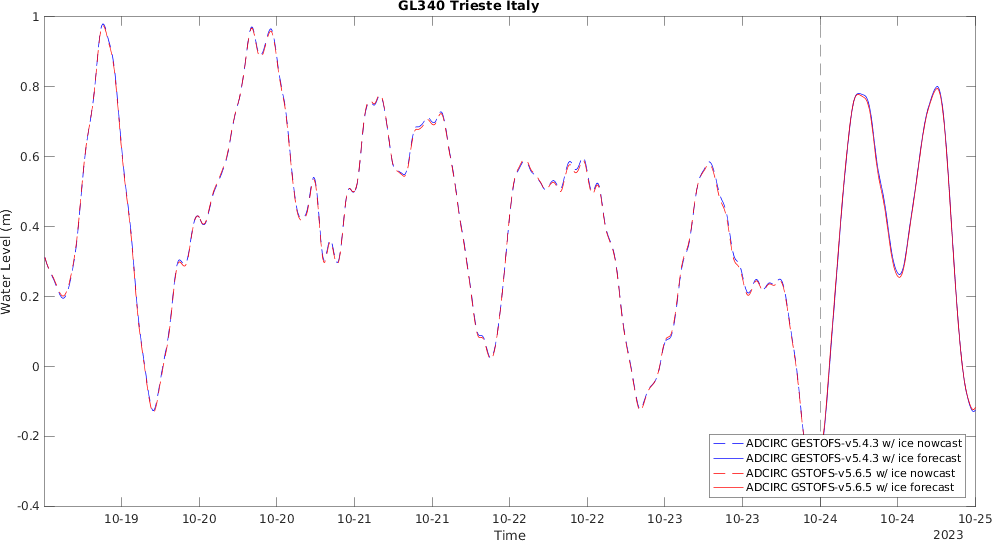 GL340 Trieste Italy
Water Level (m)
1
0.8
0.6
0.4
0.2
0
-0.2
-0.4
ADCIRC GESTOFS-v5.4.3 w/ ice nowcast
ADCIRC GESTOFS-v5.4.3 w/ ice forecast
ADCIRC GSTOFS-v5.6.5 w/ ice nowcast
ADCIRC GSTOFS-v5.6.5 w/ ice forecast
10-19 10-20 10-20 10-21 10-21 10-22 10-22 10-23 10-23 10-24 10-24 10-25
Time
2023